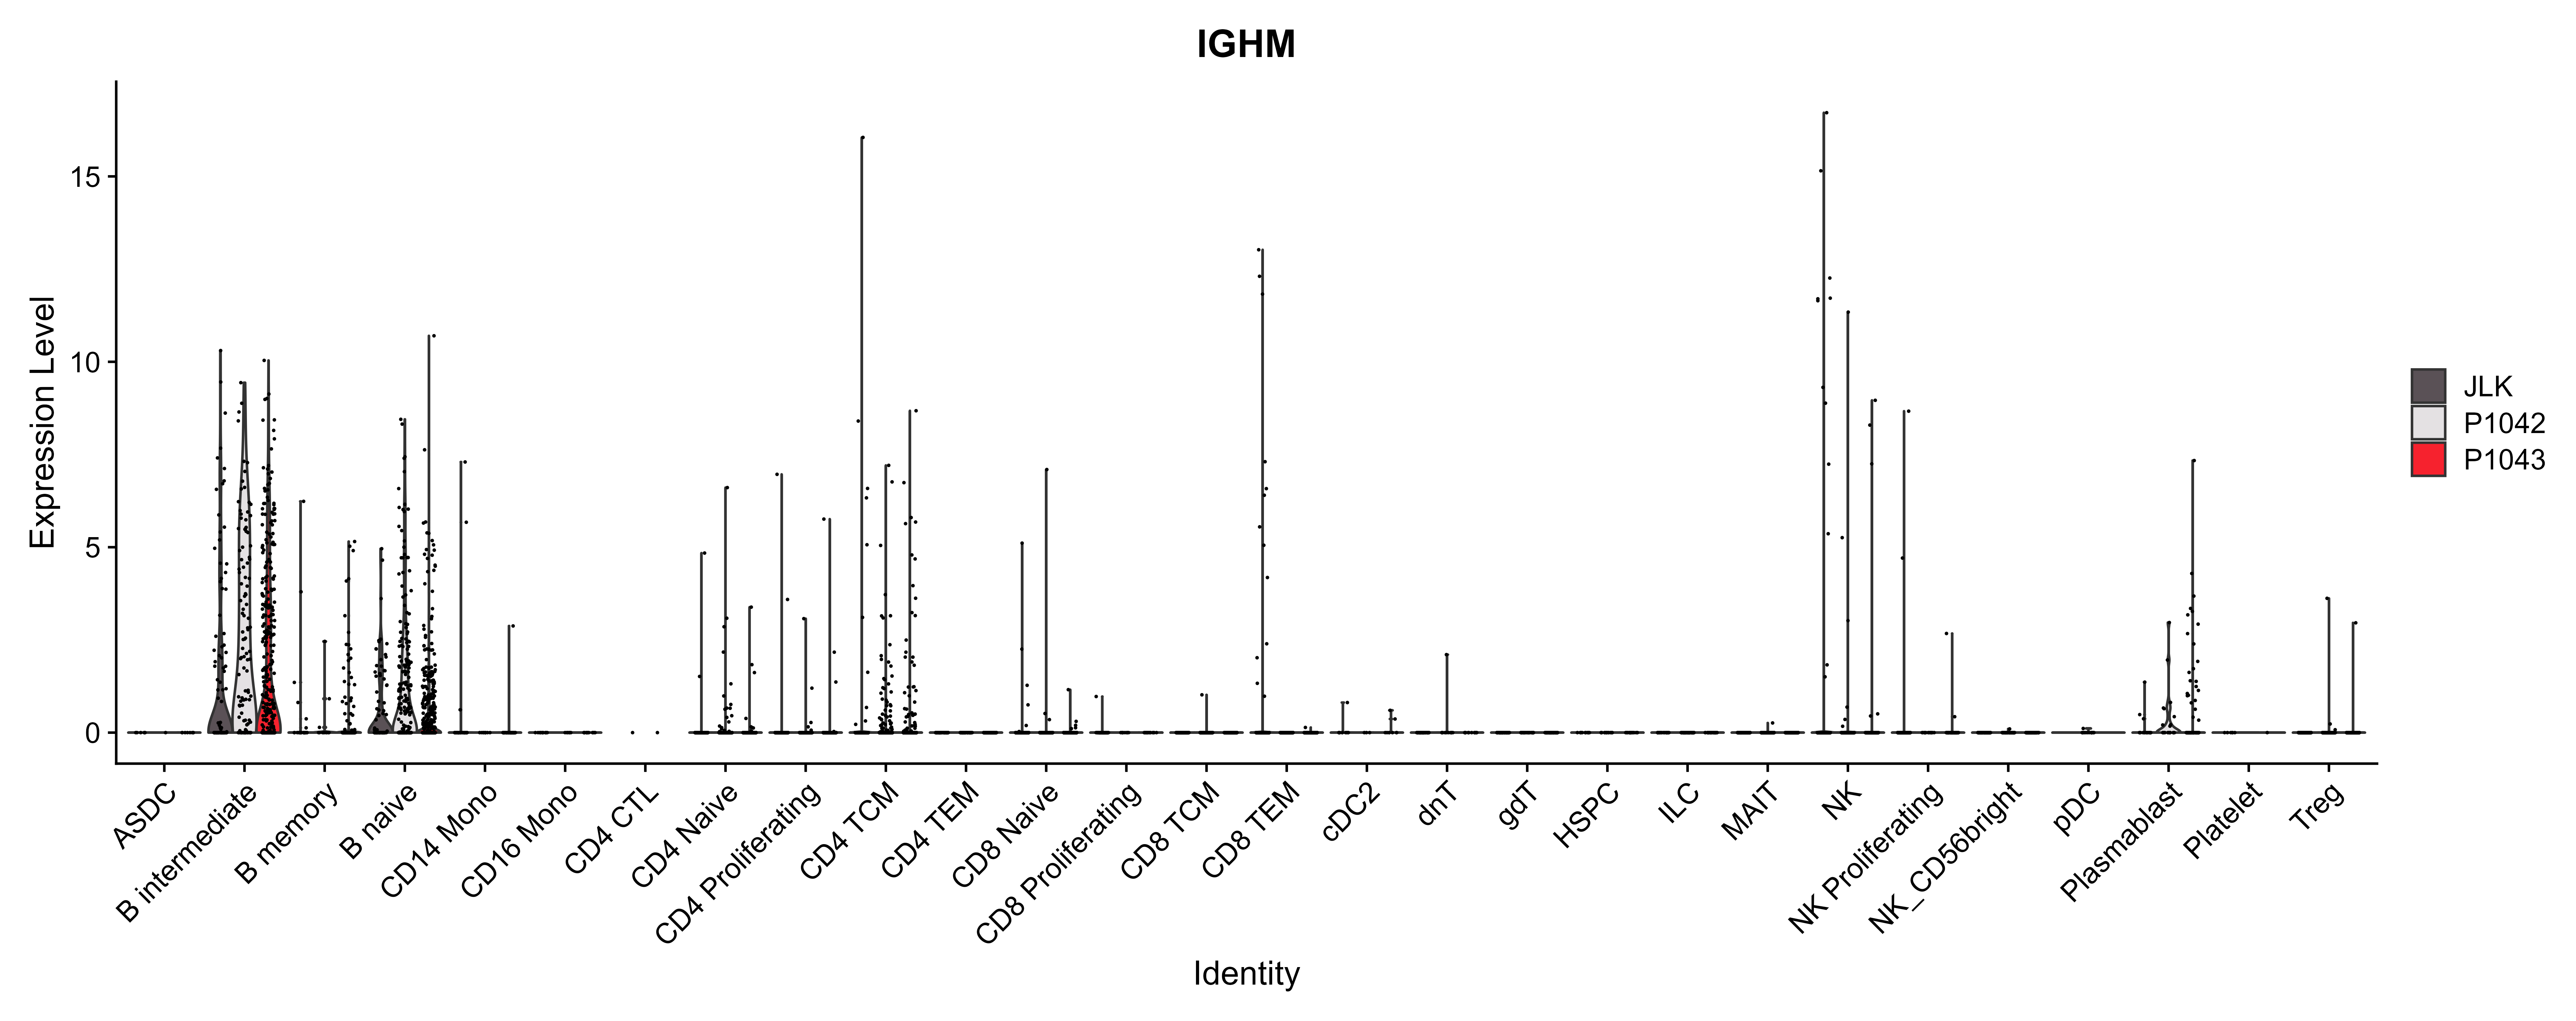 IGHM
Expression Level
15
10
5
0
JLK
P1042
P1043
ASDC
B intermediate
B memory
B naive
CD14 Mono
CD16 Mono
CD4 CTL
CD4 Naive
CD4 Proliferating
CD4 TCM
CD4 TEM
CD8 Naive
CD8 Proliferating
CD8 TCM
CD8 TEM
cDC2
dnT
gdT
HSPC
ILC
MAIT
NK
NK Proliferating
NK_CD56bright
pDC
Plasmablast
Platelet
Treg
Identity